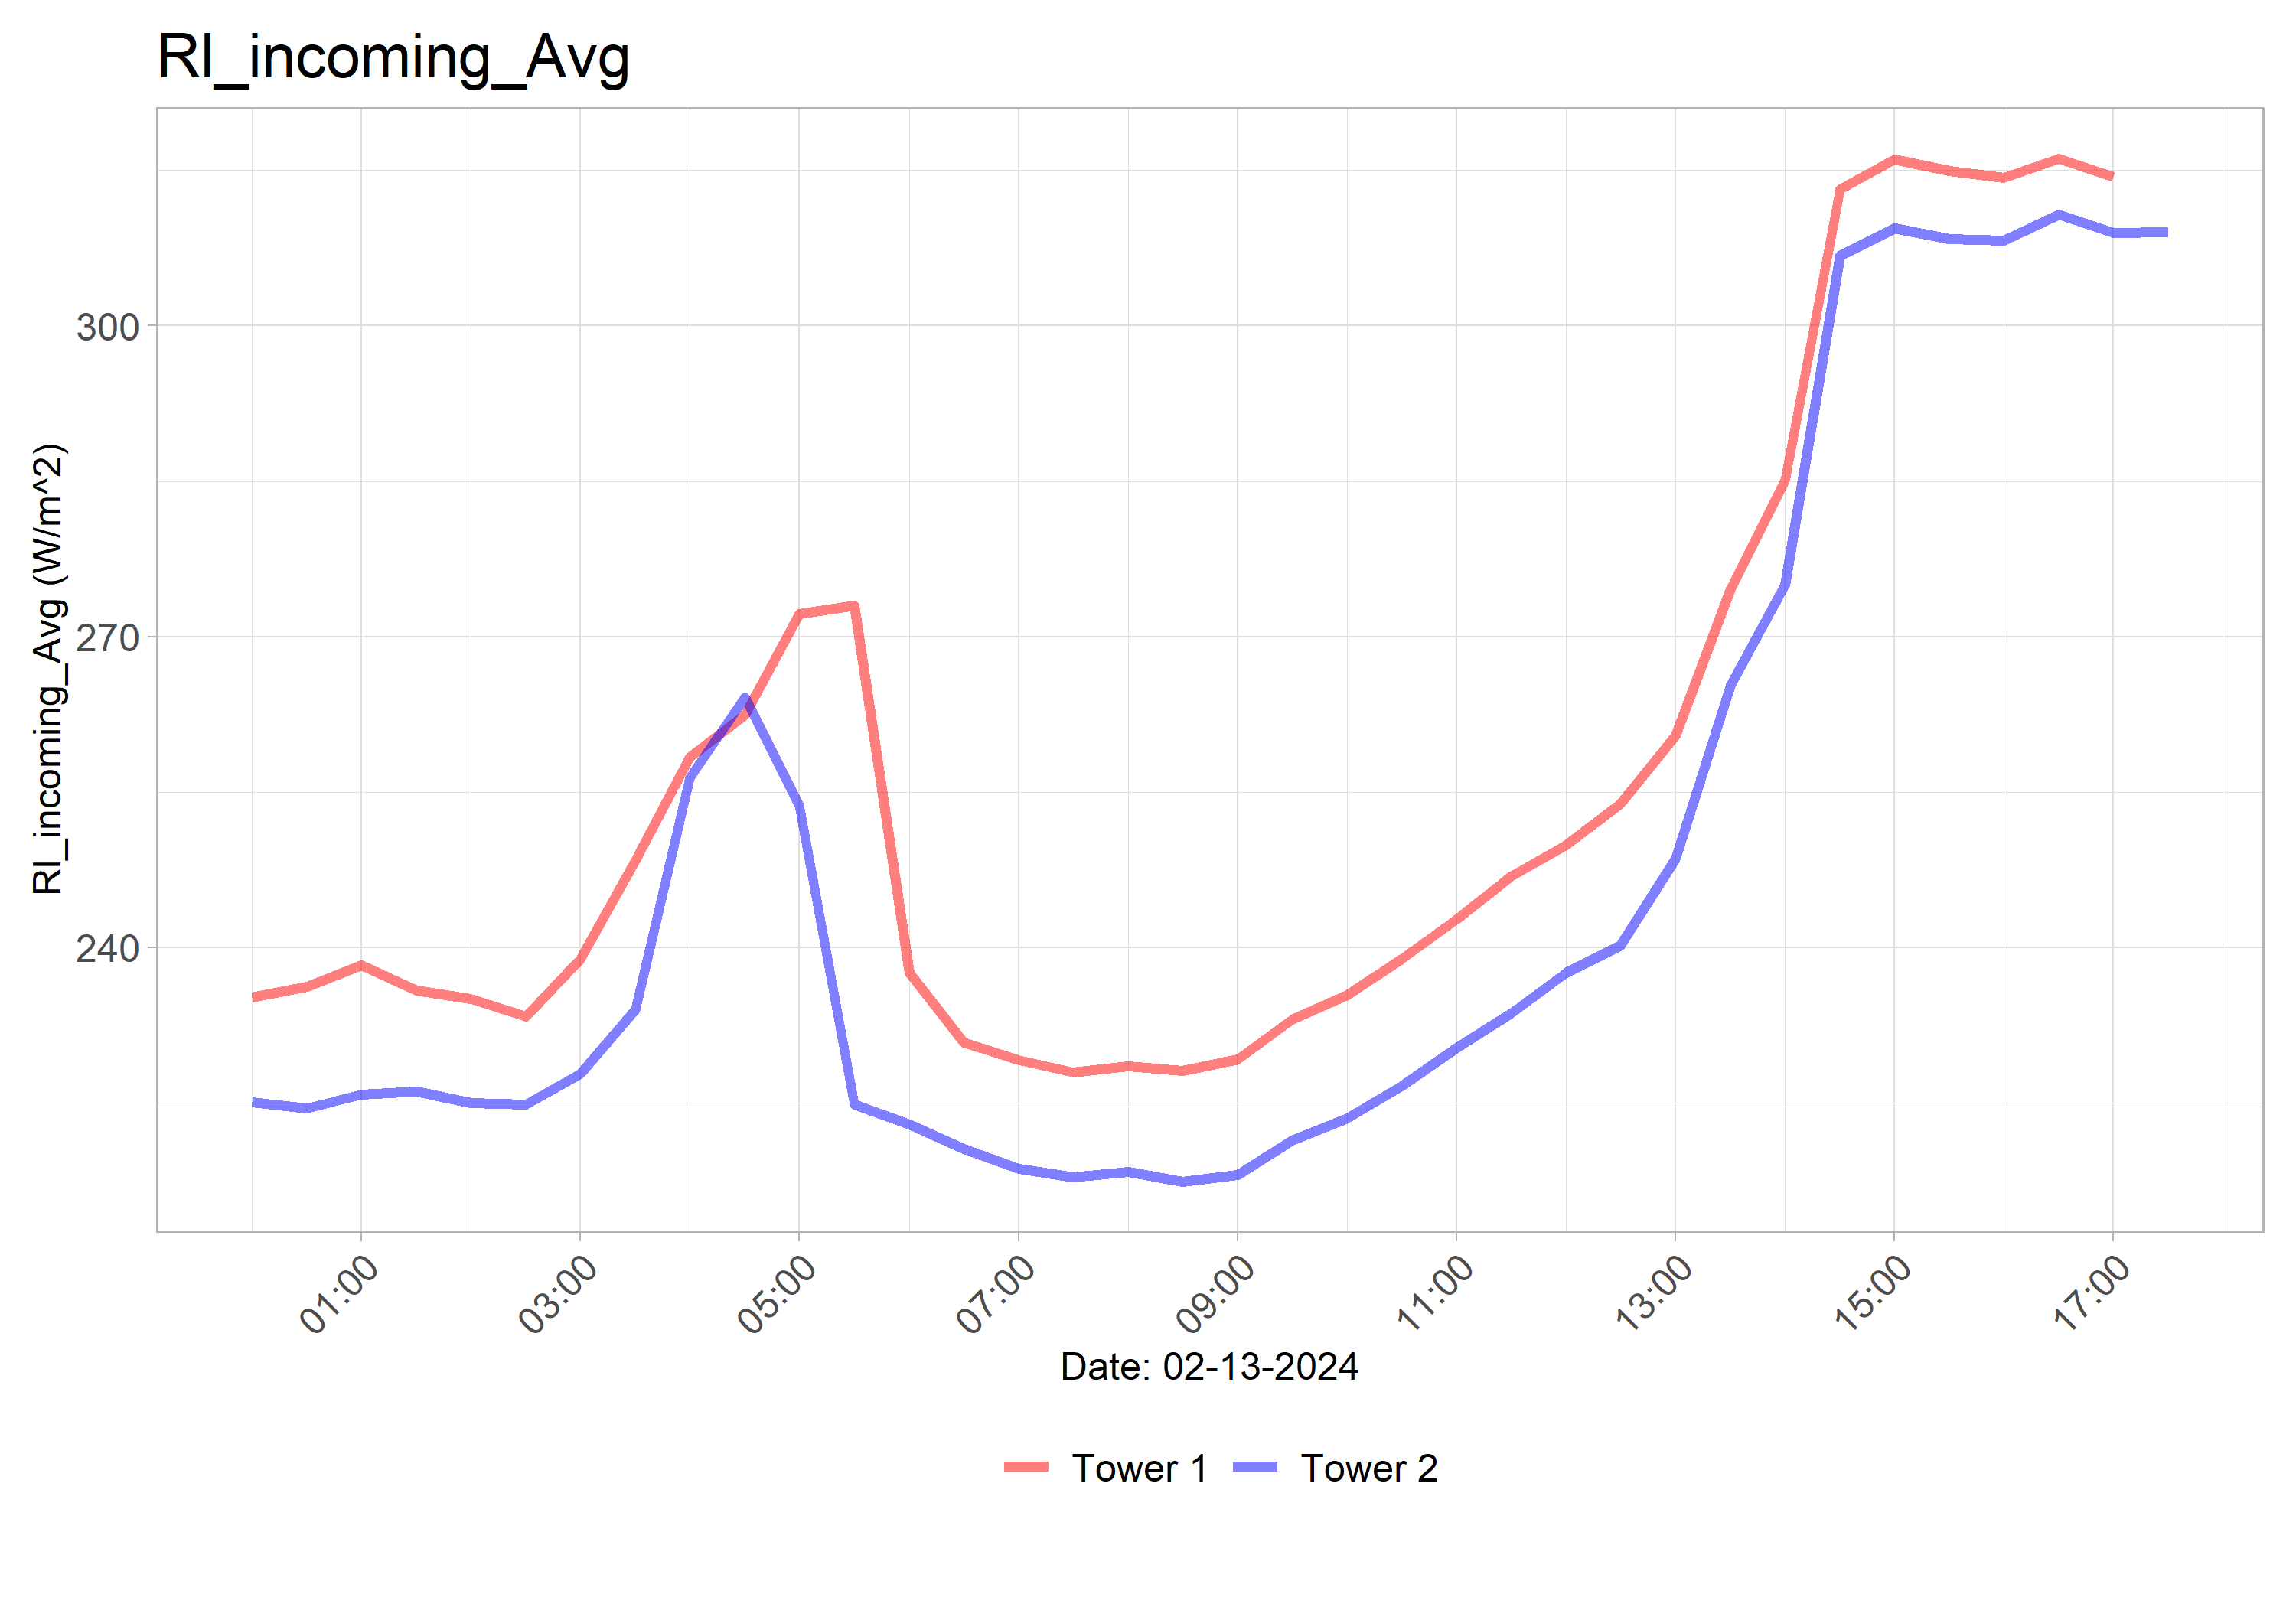 Rl_incoming_Avg
Rl_incoming_Avg (W/m^2)
300
270
240
01:00 03:00 05:00 07:00 09:00 11:00 13:00 15:00 17:00
Date: 02-13-2024
Tower 1 Tower 2